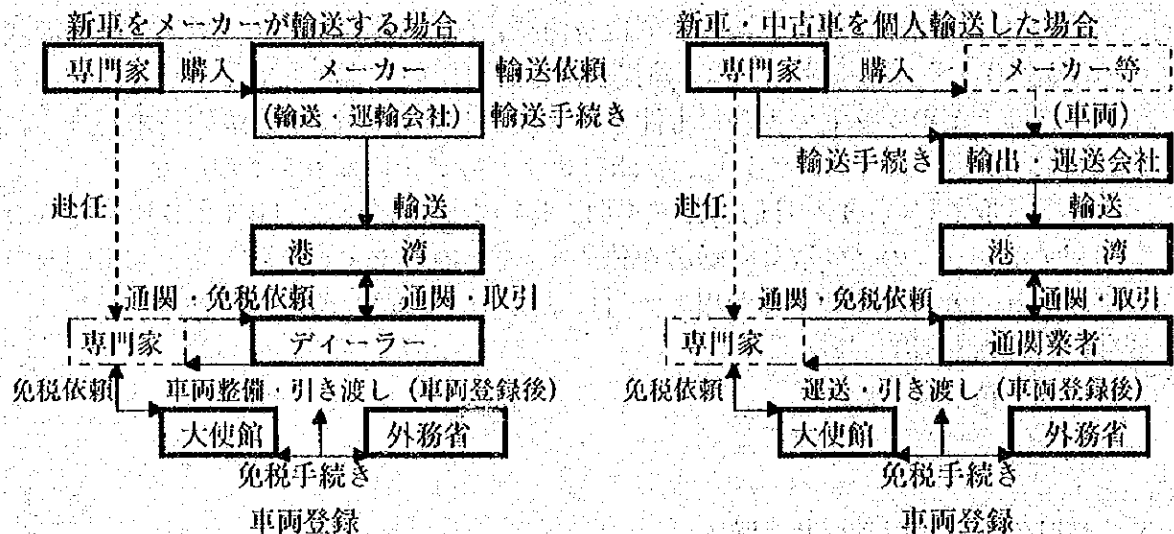 新車をメーカーが輸送する場合
専門家 購入 メーカー 輸送依頼
(輸送・運輸会社) 輸送手続き
赴任 輸送
港 湾
通関・免税依頼 通関・取引
専門家 ディーラー
免税依頼 車両整備・引き渡し (車両登録後)
大使館 外務省
免税手続き
車両登録
新車・中古車を個人輸送した場合
専門家 購入 メーカー等
(車両)
輸送手続き 輸出・運送会社
赴任 輸送
港 湾
通関・免税依頼 通関・取引
専門家 通関業者
免税依頼 運送・引き渡し (車両登録後)
大使館 外務省
免税手続き
車両登録